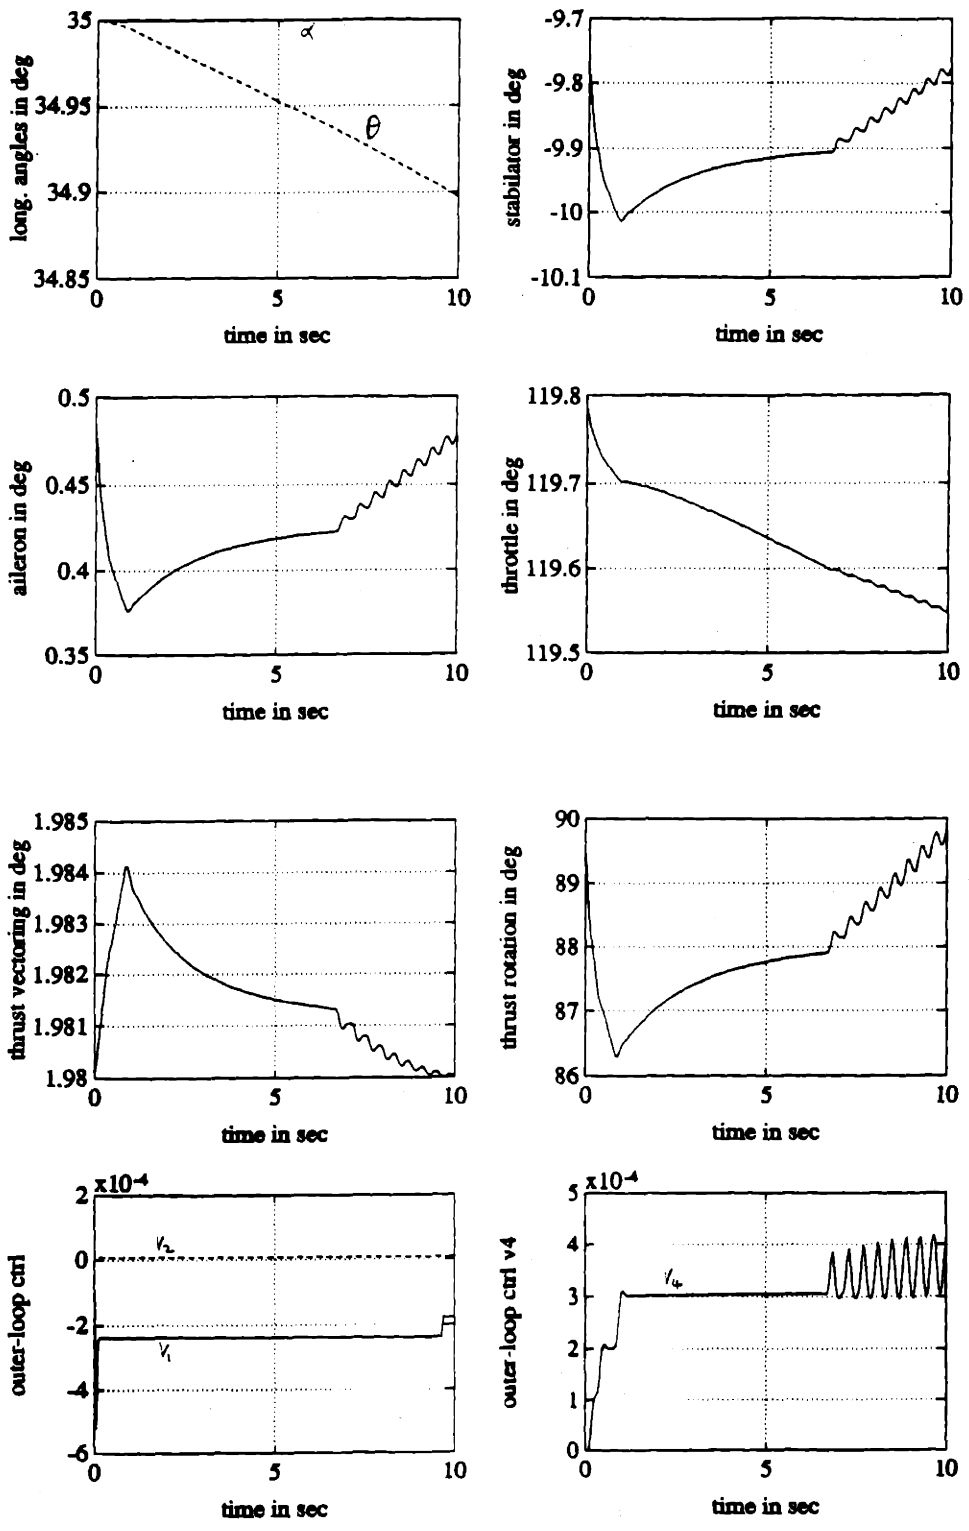 35
34.95
34.9
34.85
long. angles in deg
α
θ
0
5
10
time in sec
-9.7
-9.8
-9.9
-10
-10.1
stabilator in deg
0
5
10
time in sec
0.5
0.45
0.4
0.35
aileron in deg
0
5
10
time in sec
119.8
119.7
119.6
119.5
throttle in deg
0
5
10
time in sec
1.985
1.984
1.983
1.982
1.981
1.98
thrust vectoring in deg
0
5
10
time in sec
90
89
88
87
86
thrust rotation in deg
0
5
10
time in sec
x10-4
2
0
-2
-4
-6
outer-loop ctrl
V2
V1
0
5
10
time in sec
x10-4
5
4
3
2
1
0
outer-loop ctrl v4
V4
0
5
10
time in sec